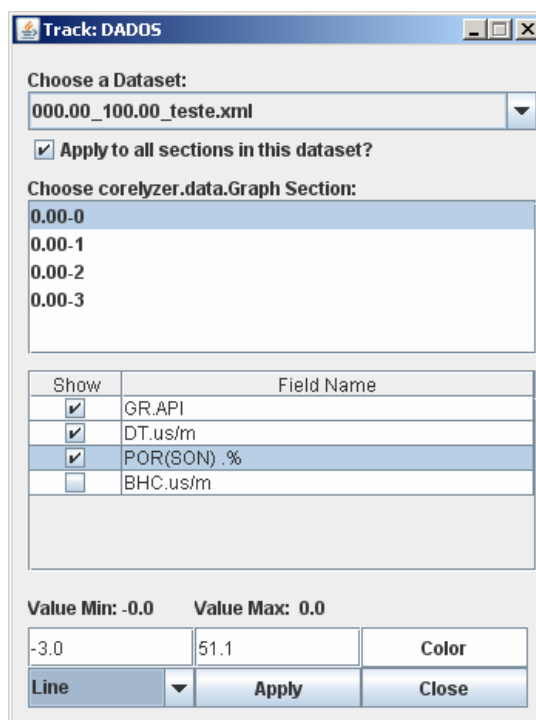 Track: DADOS
Choose a Dataset:
000.00_100.00_teste.xml
Apply to all sections in this dataset?
Choose corelyzer.data.Graph Section:
0.00-0
0.00-1
0.00-2
0.00-3
Show Field Name
GR.API
DT.us/m
POR(SON) .%
BHC.us/m
Value Min: -0.0 Value Max: 0.0
-3.0 51.1 Color
Line Apply Close